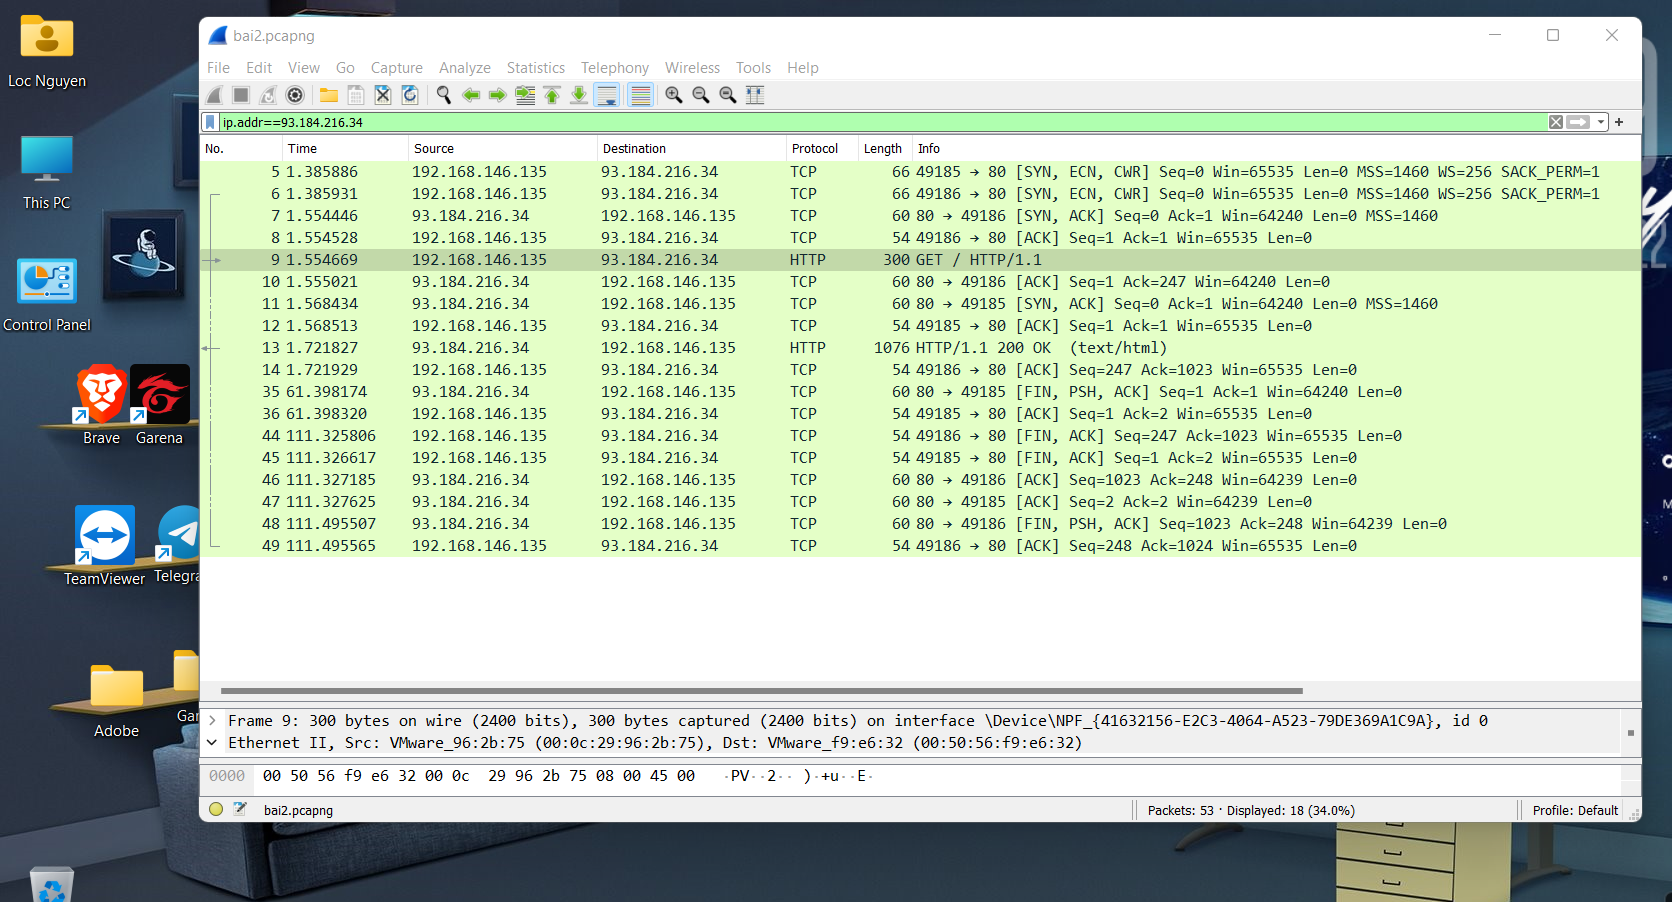 Loc Nguyen
This PC
Control Panel
Brave
Garena
TeamViewer
Telegra
Adobe
Gar
bai2.pcapng
File Edit View Go Capture Analyze Statistics Telephony Wireless Tools Help
ip.addr==93.184.216.34
No. Time Source Destination Protocol Length Info
5 1.385886 192.168.146.135 93.184.216.34 TCP 66 49185 → 80 [SYN, ECN, CWR] Seq=0 Win=65535 Len=0 MSS=1460 WS=256 SACK_PERM=1
6 1.385931 192.168.146.135 93.184.216.34 TCP 66 49186 → 80 [SYN, ECN, CWR] Seq=0 Win=65535 Len=0 MSS=1460 WS=256 SACK_PERM=1
7 1.554446 93.184.216.34 192.168.146.135 TCP 60 80 → 49186 [SYN, ACK] Seq=0 Ack=1 Win=64240 Len=0 MSS=1460
8 1.554528 192.168.146.135 93.184.216.34 TCP 54 49186 → 80 [ACK] Seq=1 Ack=1 Win=65535 Len=0
9 1.554669 192.168.146.135 93.184.216.34 HTTP 300 GET / HTTP/1.1
10 1.555021 93.184.216.34 192.168.146.135 TCP 60 80 → 49186 [ACK] Seq=1 Ack=247 Win=64240 Len=0
11 1.568434 93.184.216.34 192.168.146.135 TCP 60 80 → 49185 [SYN, ACK] Seq=0 Ack=1 Win=64240 Len=0 MSS=1460
12 1.568513 192.168.146.135 93.184.216.34 TCP 54 49185 → 80 [ACK] Seq=1 Ack=1 Win=65535 Len=0
13 1.721827 93.184.216.34 192.168.146.135 HTTP 1076 HTTP/1.1 200 OK (text/html)
14 1.721929 192.168.146.135 93.184.216.34 TCP 54 49186 → 80 [ACK] Seq=247 Ack=1023 Win=65535 Len=0
35 61.398174 93.184.216.34 192.168.146.135 TCP 60 80 → 49185 [FIN, PSH, ACK] Seq=1 Ack=1 Win=64240 Len=0
36 61.398320 192.168.146.135 93.184.216.34 TCP 54 49185 → 80 [ACK] Seq=1 Ack=2 Win=65535 Len=0
44 111.325806 192.168.146.135 93.184.216.34 TCP 54 49186 → 80 [FIN, ACK] Seq=247 Ack=1023 Win=65535 Len=0
45 111.326617 192.168.146.135 93.184.216.34 TCP 54 49185 → 80 [FIN, ACK] Seq=1 Ack=2 Win=65535 Len=0
46 111.327185 93.184.216.34 192.168.146.135 TCP 60 80 → 49186 [ACK] Seq=1023 Ack=248 Win=64239 Len=0
47 111.327625 93.184.216.34 192.168.146.135 TCP 60 80 → 49185 [ACK] Seq=2 Ack=2 Win=64239 Len=0
48 111.495507 93.184.216.34 192.168.146.135 TCP 60 80 → 49186 [FIN, PSH, ACK] Seq=1023 Ack=248 Win=64239 Len=0
49 111.495565 192.168.146.135 93.184.216.34 TCP 54 49186 → 80 [ACK] Seq=248 Ack=1024 Win=65535 Len=0
Frame 9: 300 bytes on wire (2400 bits), 300 bytes captured (2400 bits) on interface \Device\NPF_{41632156-E2C3-4064-A523-79DE369A1C9A}, id 0
Ethernet II, Src: VMware_96:2b:75 (00:0c:29:96:2b:75), Dst: VMware_f9:e6:32 (00:50:56:f9:e6:32)
0000 00 50 56 f9 e6 32 00 0c 29 96 2b 75 08 00 45 00 ·PV··2·· )·+u··E·
bai2.pcapng
Packets: 53 · Displayed: 18 (34.0%)
Profile: Default